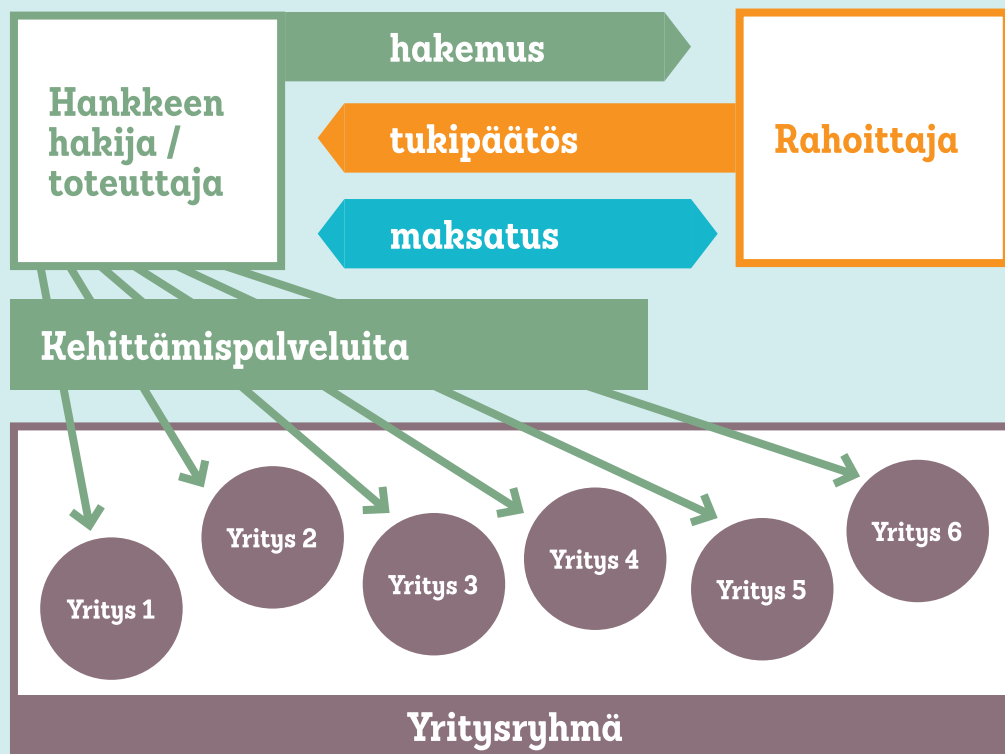 hakemus
Hankkeen
hakija /
toteuttaja
tukipäätös
Rahoittaja
maksatus
Kehittämispalveluita
Yritys 1
Yritys 2
Yritys 3
Yritys 4
Yritys 5
Yritys 6
Yritysryhmä